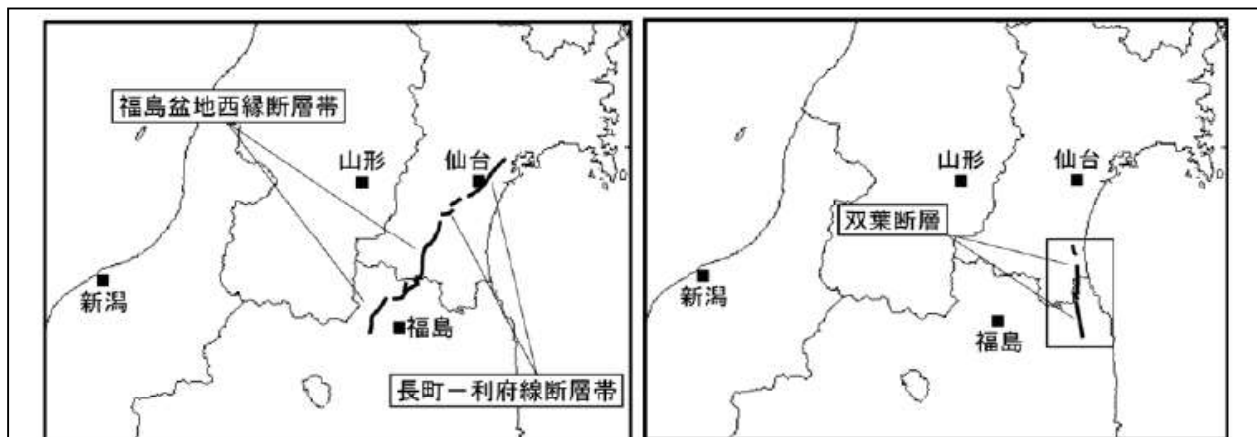 福島盆地西縁断層帯
山形
仙台
新潟
福島
長町－利府線断層帯
山形
仙台
双葉断層
新潟
福島